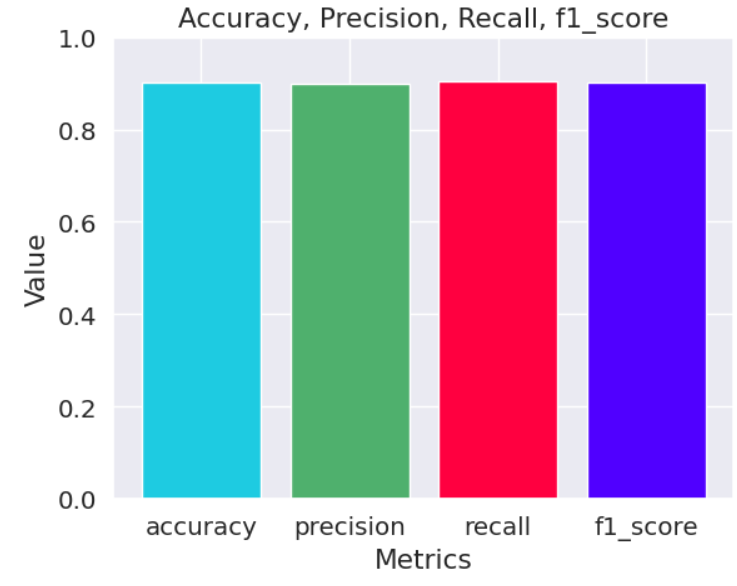 Accuracy, Precision, Recall, f1_score
1.0
0.8
0.6
0.4
0.2
0.0
Value
accuracy precision recall f1_score
Metrics